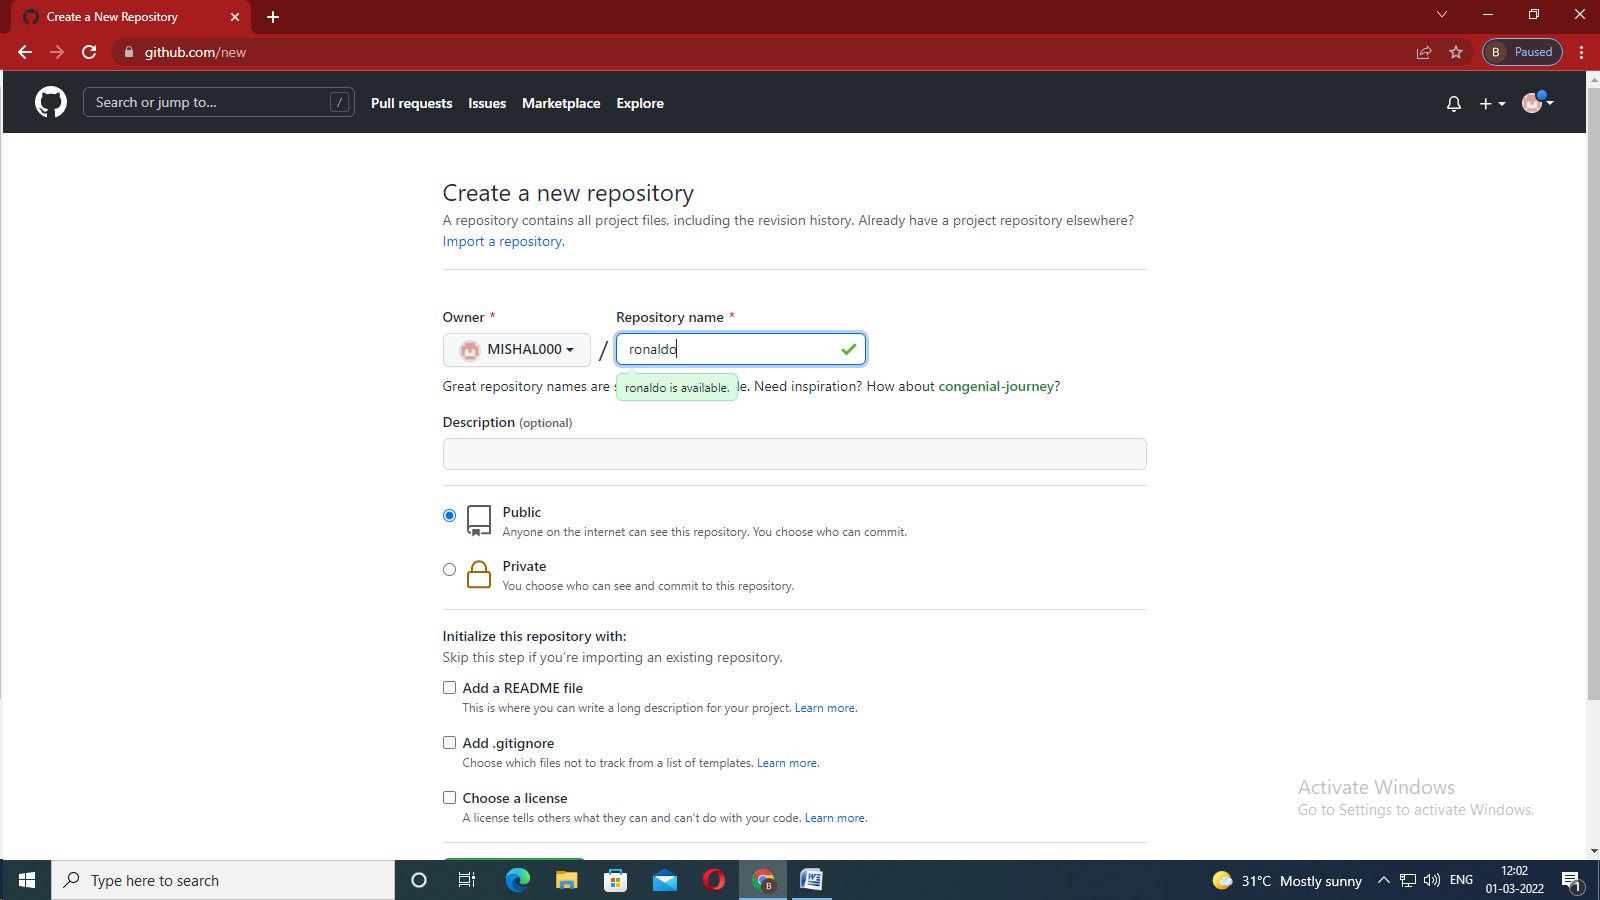 Create a New Repository
github.com/new
B Paused
Search or jump to... /
Pull requests Issues Marketplace Explore
Create a new repository
A repository contains all project files, including the revision history. Already have a project repository elsewhere?
Import a repository.
Owner * Repository name *
MISHAL000 / ronaldo
Great repository names are ronaldo is available. le. Need inspiration? How about congenial-journey?
Description (optional)
Public
Anyone on the internet can see this repository. You choose who can commit.
Private
You choose who can see and commit to this repository.
Initialize this repository with:
Skip this step if you're importing an existing repository.
Add a README file
This is where you can write a long description for your project. Learn more.
Add .gitignore
Choose which files not to track from a list of templates. Learn more.
Choose a license
A license tells others what they can and can't do with your code. Learn more.
Activate Windows
Go to Settings to activate Windows.
Type here to search
B
31°C Mostly sunny
ENG
12:02
01-03-2022
1